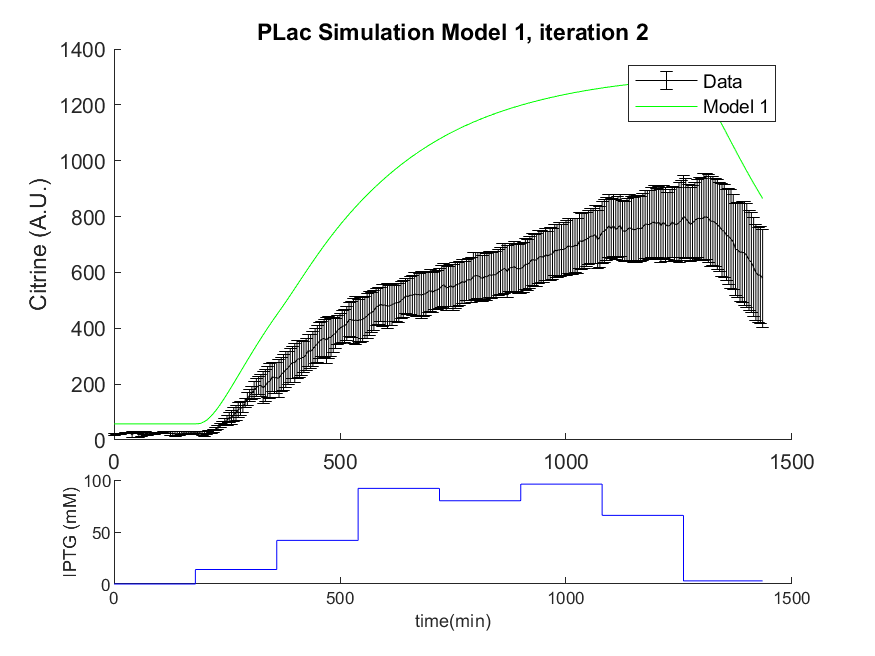 PLac Simulation Model 1, iteration 2
1400
1200
1000
800
600
400
200
0
Citrine (A.U.)
Data
Model 1
0 500 1000 1500
100
50
0
IPTG (mM)
0 500 1000 1500
time(min)